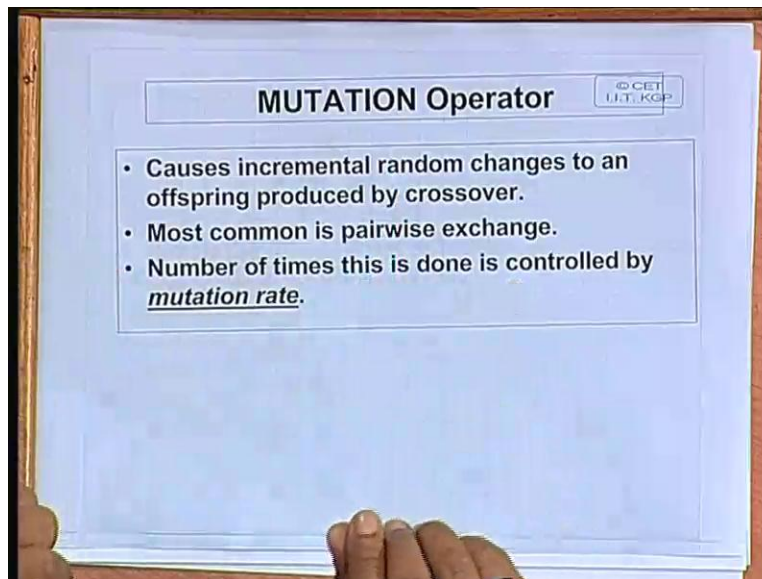 MUTATION Operator
© CET
I.I.T. KGP
• Causes incremental random changes to an
offspring produced by crossover.
• Most common is pairwise exchange.
• Number of times this is done is controlled by
mutation rate.